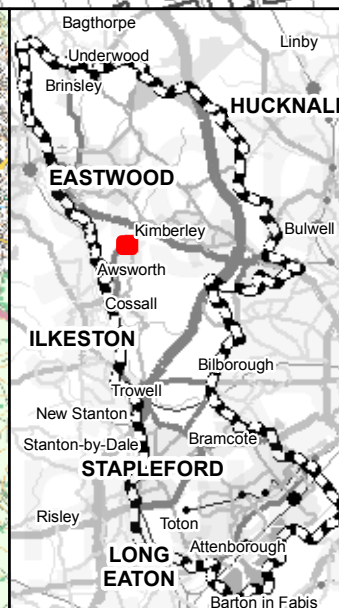 Bagthorpe
Linby
Underwood
Brinsley
HUCKNALL
EASTWOOD
Kimberley
Bulwell
Awsworth
Cossall
ILKESTON
Bilborough
Trowell
New Stanton
Bramcote
Stanton-by-Dale
STAPLEFORD
Risley
Toton
Attenborough
LONG
EATON
Barton in Fabis